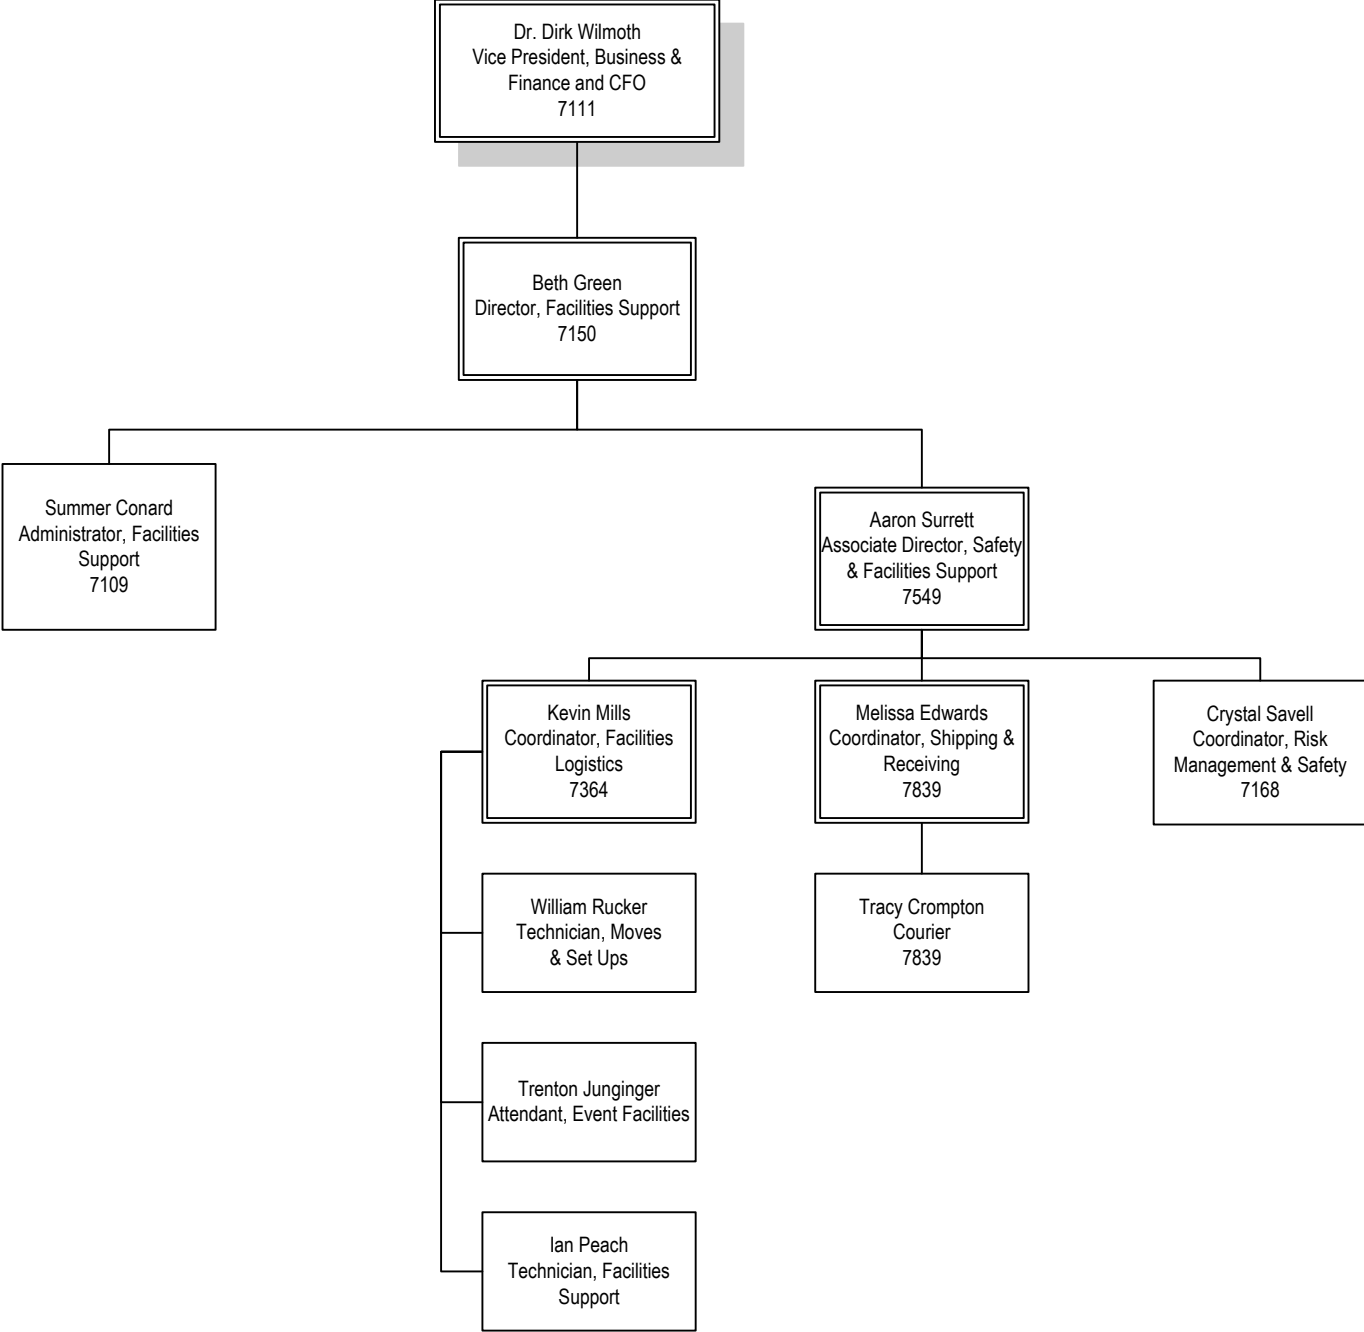 Dr. Dirk Wilmoth
Vice President, Business &
Finance and CFO
7111
Beth Green
Director, Facilities Support
7150
Summer Conard
Administrator, Facilities
Support
7109
Aaron Surrett
Associate Director, Safety
& Facilities Support
7549
Kevin Mills
Coordinator, Facilities
Logistics
7364
Melissa Edwards
Coordinator, Shipping &
Receiving
7839
Crystal Savell
Coordinator, Risk
Management & Safety
7168
William Rucker
Technician, Moves
& Set Ups
Tracy Crompton
Courier
7839
Trenton Junginger
Attendant, Event Facilities
Ian Peach
Technician, Facilities
Support